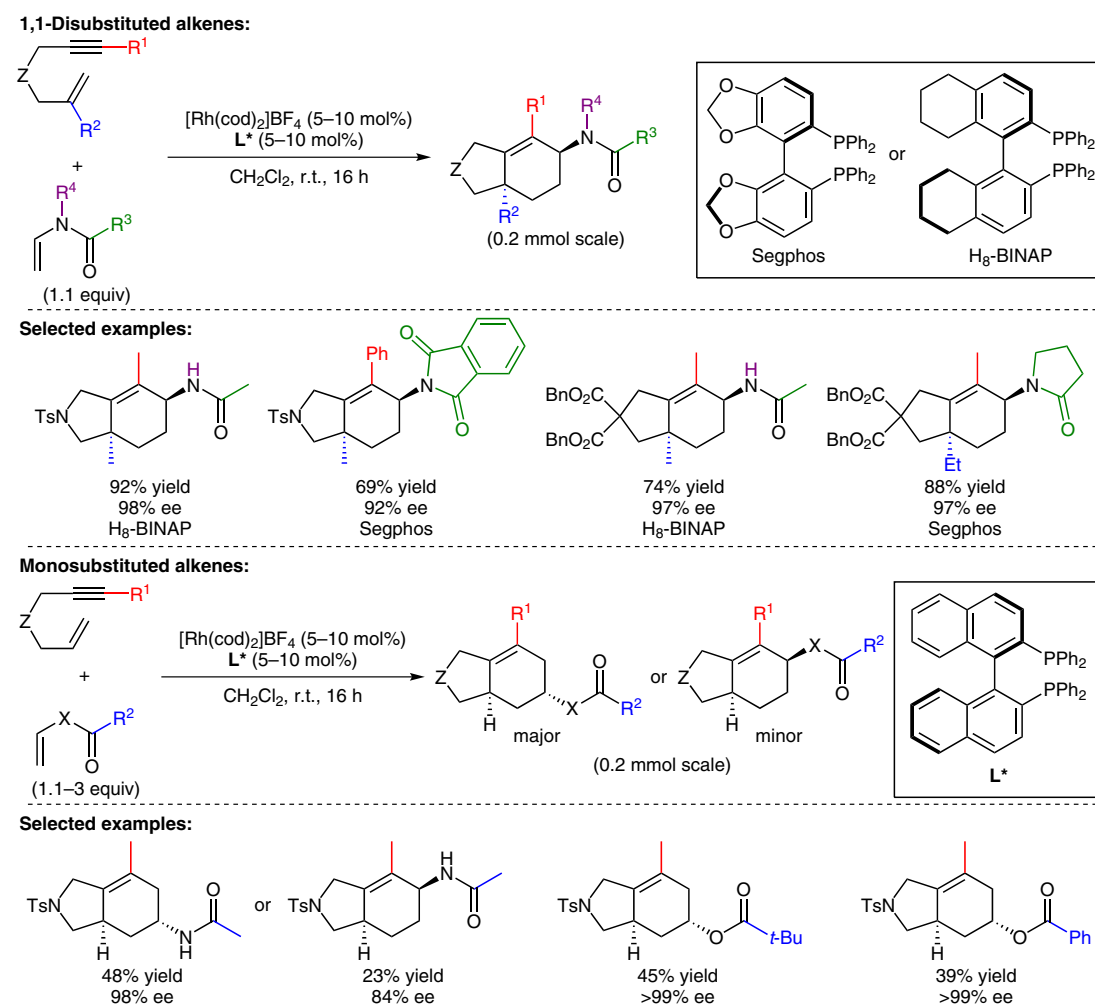 1,1-Disubstituted alkenes:
Z
R¹
R²
+
R⁴
N
R³
O
(1.1 equiv)
[Rh(cod)₂]BF₄ (5–10 mol%)
L* (5–10 mol%)
CH₂Cl₂, r.t., 16 h
R¹
R⁴
N
R³
O
Z
R²
(0.2 mmol scale)
O
O
PPh₂
PPh₂
O
O
Segphos
or
PPh₂
PPh₂
H₈-BINAP
Selected examples:
H
N
O
TsN
92% yield
98% ee
H₈-BINAP
Ph
O
N
O
TsN
69% yield
92% ee
Segphos
H
N
O
BnO₂C
BnO₂C
74% yield
97% ee
H₈-BINAP
N
O
BnO₂C
BnO₂C
Et
88% yield
97% ee
Segphos
Monosubstituted alkenes:
Z
R¹
+
X
R²
O
(1.1–3 equiv)
[Rh(cod)₂]BF₄ (5–10 mol%)
L* (5–10 mol%)
CH₂Cl₂, r.t., 16 h
R¹
Z
H
X
O
R²
major
or
R¹
Z
H
X
O
R²
minor
(0.2 mmol scale)
PPh₂
PPh₂
L*
Selected examples:
TsN
H
N
H
O
48% yield
98% ee
or
TsN
H
H
N
O
23% yield
84% ee
TsN
H
O
O
t-Bu
45% yield
>99% ee
TsN
H
O
O
Ph
39% yield
>99% ee